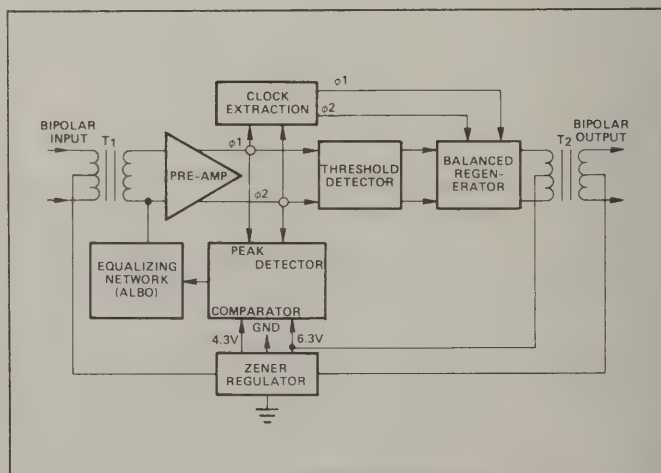 CLOCK
EXTRACTION
φ1
φ2
BIPOLAR
INPUT
T1
PRE-AMP
φ1
φ2
THRESHOLD
DETECTOR
BALANCED
REGEN-
ERATOR
T2
BIPOLAR
OUTPUT
EQUALIZING
NETWORK
(ALBO)
PEAK
DETECTOR
COMPARATOR
4.3V
GND
6.3V
ZENER
REGULATOR